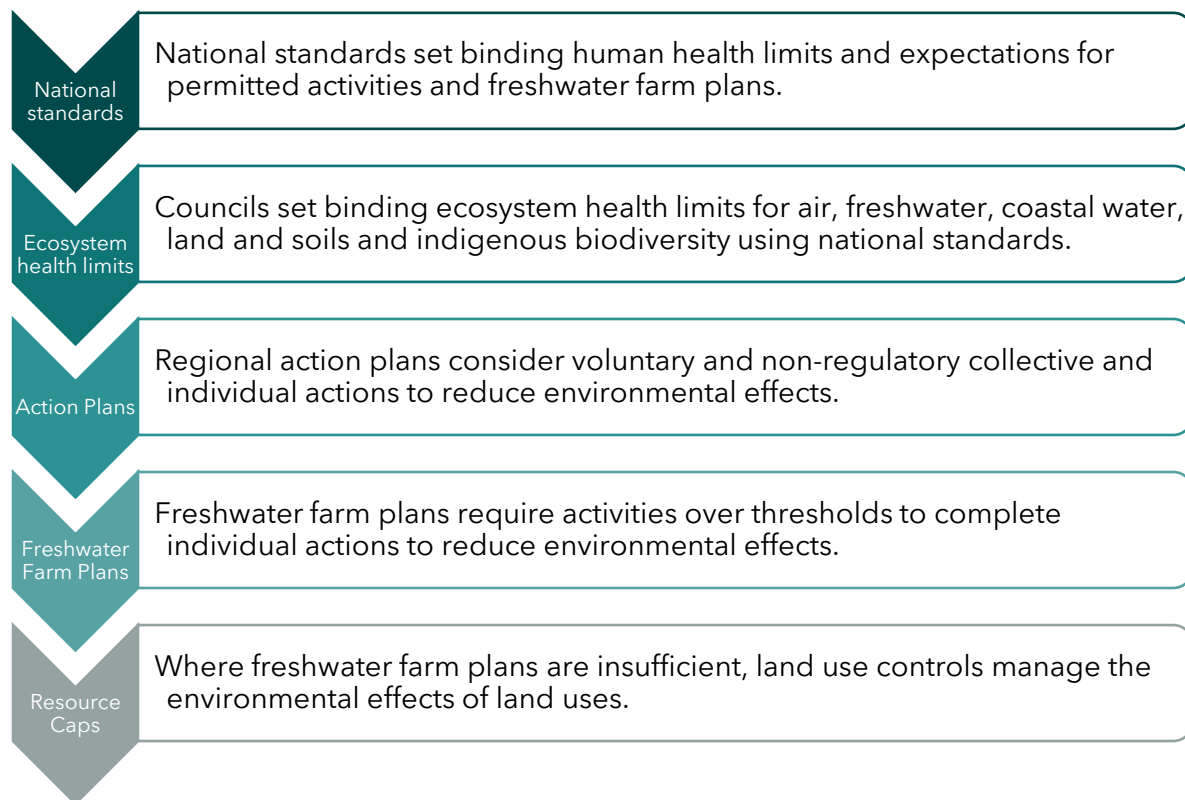 National
standards
National standards set binding human health limits and expectations for
permitted activities and freshwater farm plans.
Ecosystem
health limits
Councils set binding ecosystem health limits for air, freshwater, coastal water,
land and soils and indigenous biodiversity using national standards.
Action Plans
Regional action plans consider voluntary and non-regulatory collective and
individual actions to reduce environmental effects.
Freshwater
Farm Plans
Freshwater farm plans require activities over thresholds to complete
individual actions to reduce environmental effects.
Resource
Caps
Where freshwater farm plans are insufficient, land use controls manage the
environmental effects of land uses.